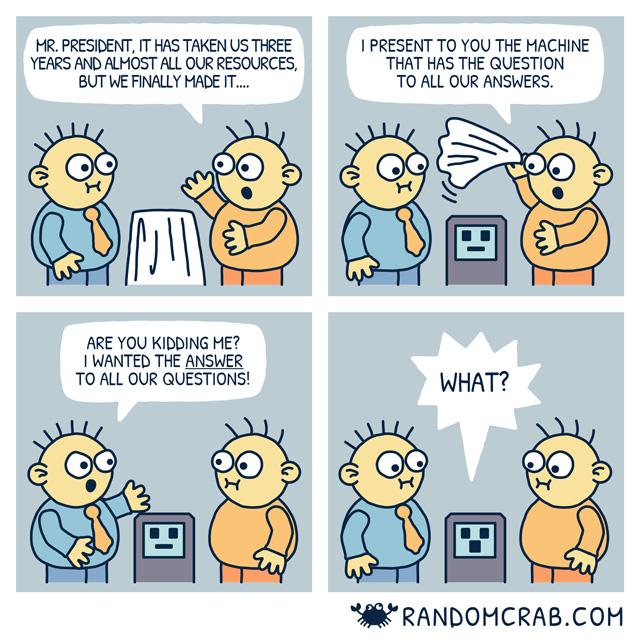 MR. PRESIDENT, IT HAS TAKEN US THREE
YEARS AND ALMOST ALL OUR RESOURCES,
BUT WE FINALLY MADE IT....
I PRESENT TO YOU THE MACHINE
THAT HAS THE QUESTION
TO ALL OUR ANSWERS.
ARE YOU KIDDING ME?
I WANTED THE ANSWER
TO ALL OUR QUESTIONS!
WHAT?
RANDOMCRAB.COM